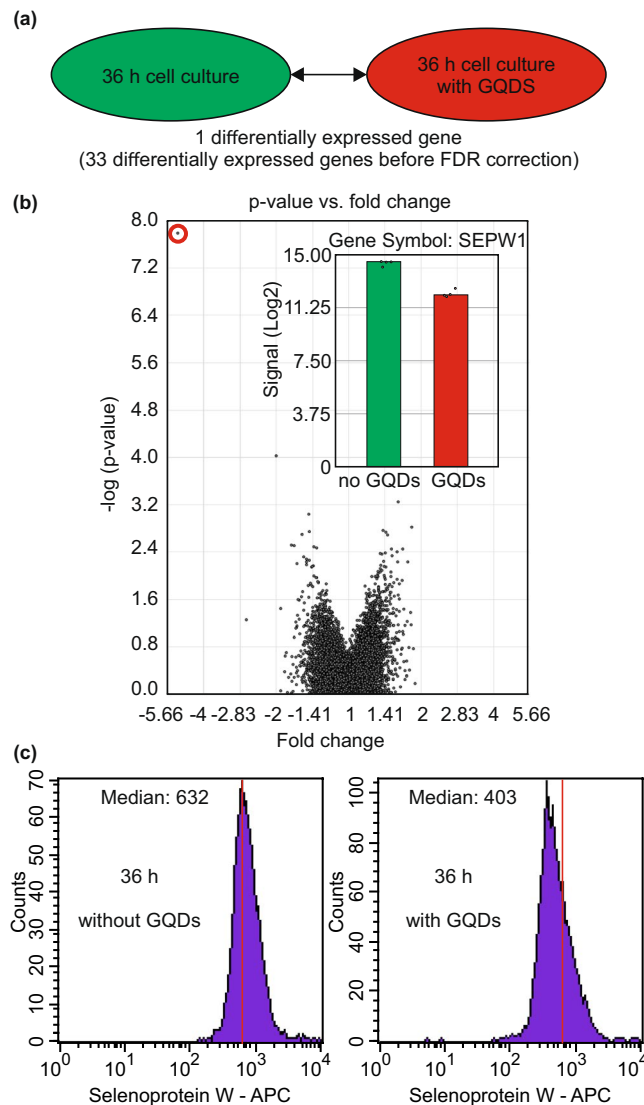 (a)
36 h cell culture
36 h cell culture
with GQDS
1 differentially expressed gene
(33 differentially expressed genes before FDR correction)
(b)
p-value vs. fold change
-log (p-value)
8.0
7.2
6.4
5.6
4.8
4.0
3.2
2.4
1.6
0.8
0.0
-5.66 -4 -2.83 -2 -1.41 1 1.41 2 2.83 4 5.66
Fold change
Gene Symbol: SEPW1
Signal (Log2)
15.00
11.25
7.50
3.75
0
no GQDs GQDs
(c)
Counts
70
60
50
40
30
20
10
0
Median: 632
36 h
without GQDs
10^0 10^1 10^2 10^3 10^4
Selenoprotein W - APC
Counts
100
80
60
40
20
0
Median: 403
36 h
with GQDs
10^0 10^1 10^2 10^3 10^4
Selenoprotein W - APC